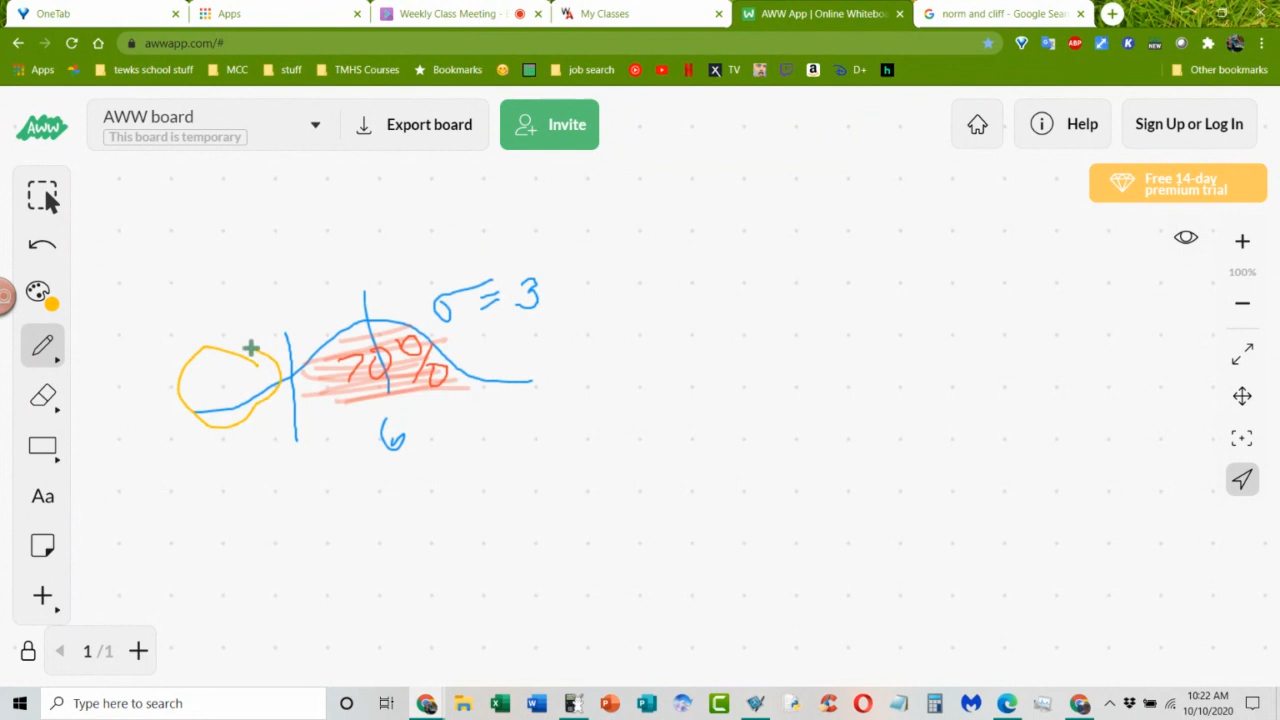 OneTab
Apps
Weekly Class Meeting -
My Classes
AWW App | Online Whiteboa
norm and cliff - Google Sear
awwapp.com/#
ABP
NEW
Apps
tewks school stuff
MCC
stuff
TMHS Courses
Bookmarks
job search
TV
D+
Other bookmarks
AWW
AWW board
This board is temporary
Export board
Invite
Help
Sign Up or Log In
Free 14-day
premium trial
100%
σ = 3
70%
6
Aa
1 / 1
Type here to search
10:22 AM
10/10/2020